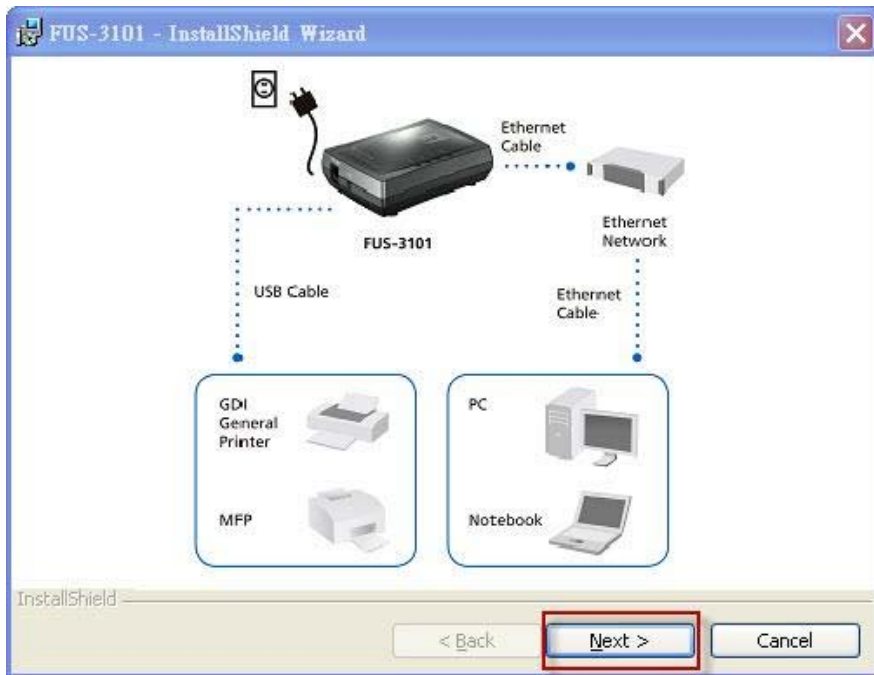 FUS-3101 - InstallShield Wizard
Ethernet
Cable
Ethernet
Network
FUS-3101
USB Cable
Ethernet
Cable
GDI
General
Printer
MFP
PC
Notebook
InstallShield
< Back
Next >
Cancel